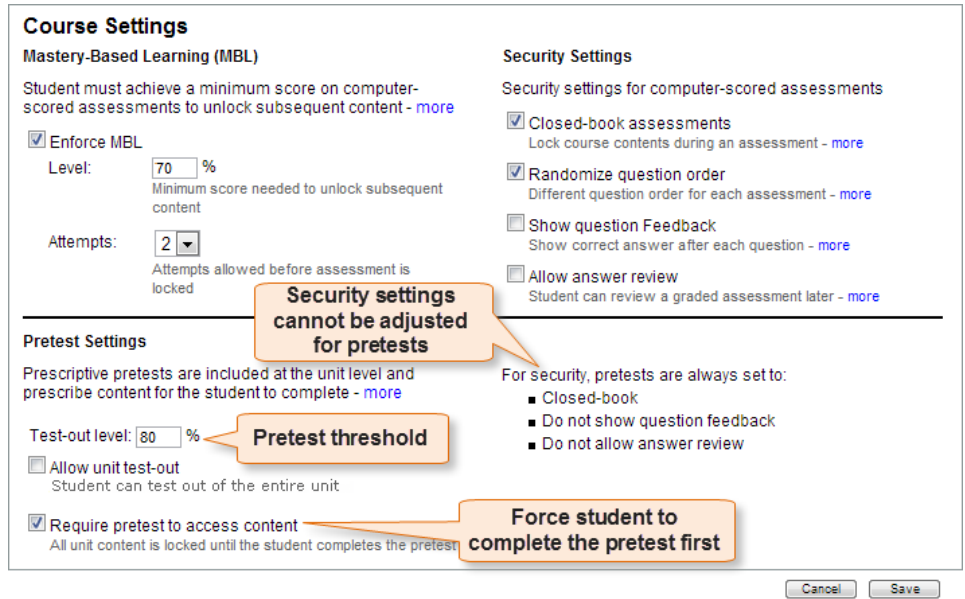 Course Settings
Mastery-Based Learning (MBL)
Student must achieve a minimum score on computer-
scored assessments to unlock subsequent content - more
Enforce MBL
Level: 70 %
Minimum score needed to unlock subsequent
content
Attempts: 2
Attempts allowed before assessment is
locked
Security Settings
Security settings for computer-scored assessments
Closed-book assessments
Lock course contents during an assessment - more
Randomize question order
Different question order for each assessment - more
Show question Feedback
Show correct answer after each question - more
Allow answer review
Student can review a graded assessment later - more
Security settings
cannot be adjusted
for pretests
Pretest Settings
Prescriptive pretests are included at the unit level and
prescribe content for the student to complete - more
Test-out level: 80 %
Pretest threshold
Allow unit test-out
Student can test out of the entire unit
Require pretest to access content
All unit content is locked until the student completes the pretest
Force student to
complete the pretest first
For security, pretests are always set to:
■ Closed-book
■ Do not show question feedback
■ Do not allow answer review
Cancel Save